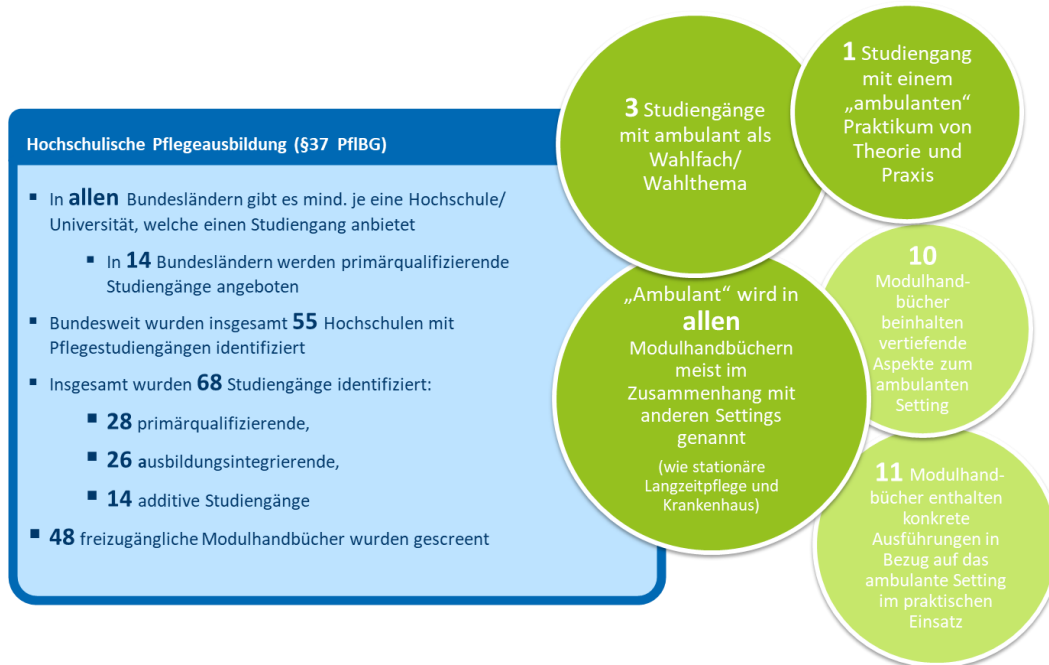 Hochschulische Pflegeausbildung (§37 PflBG)
▪ In allen Bundesländern gibt es mind. je eine Hochschule/
Universität, welche einen Studiengang anbietet
▪ In 14 Bundesländern werden primärqualifizierende
Studiengänge angeboten
▪ Bundesweit wurden insgesamt 55 Hochschulen mit
Pflegestudiengängen identifiziert
▪ Insgesamt wurden 68 Studiengänge identifiziert:
▪ 28 primärqualifizierende,
▪ 26 ausbildungsintegrierende,
▪ 14 additive Studiengänge
▪ 48 freizugängliche Modulhandbücher wurden gescreent
3 Studiengänge
mit ambulant als
Wahlfach/
Wahlthema
1 Studiengang
mit einem
„ambulanten“
Praktikum von
Theorie und
Praxis
„Ambulant“ wird in
allen
Modulhandbüchern
meist im
Zusammenhang mit
anderen Settings
genannt
(wie stationäre
Langzeitpflege und
Krankenhaus)
10
Modulhand-
bücher
beinhalten
vertiefende
Aspekte zum
ambulanten
Setting
11 Modulhand-
bücher enthalten
konkrete
Ausführungen in
Bezug auf das
ambulante Setting
im praktischen
Einsatz